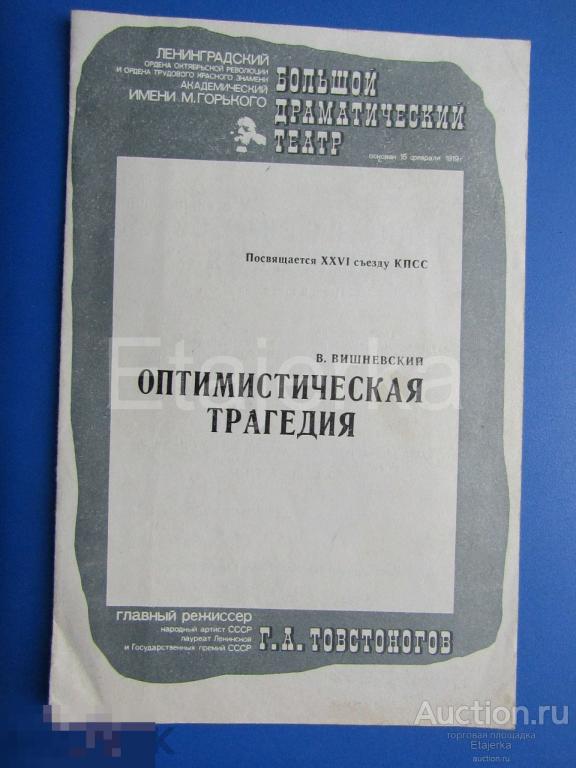 ЛЕНИНГРАДСКИЙ
ОРДЕНА ОКТЯБРЬСКОЙ РЕВОЛЮЦИИ
И ОРДЕНА ТРУДОВОГО КРАСНОГО ЗНАМЕНИ
АКАДЕМИЧЕСКИЙ
ИМЕНИ М.ГОРЬКОГО
БОЛЬШОЙ
ДРАМАТИЧЕСКИЙ
ТЕАТР
основан 15 февраля 1919 г.
Посвящается XXVI съезду КПСС
В. ВИШНЕВСКИЙ
ОПТИМИСТИЧЕСКАЯ
ТРАГЕДИЯ
Etajerka
главный режиссер
народный артист СССР
лауреат Ленинской
и Государственных премий СССР
Г. А. ТОВСТОНОГОВ
Auction.ru
торговая площадка
Etajerka
auction.ru